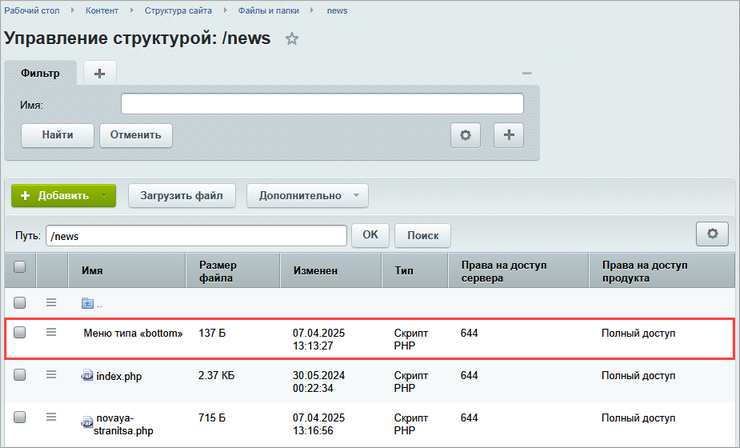 Рабочий стол Контент Структура сайта Файлы и папки news
Управление структурой: /news
Фильтр
Имя:
Найти Отменить
Добавить Загрузить файл Дополнительно
Путь: /news OK Поиск
Имя Размер файла Изменен Тип Права на доступ сервера Права на доступ продукта
..
Меню типа «bottom» 137 Б 07.04.2025 13:13:27 Скрипт PHP 644 Полный доступ
index.php 2.37 КБ 30.05.2024 00:22:34 Скрипт PHP 644 Полный доступ
novaya-stranitsa.php 715 Б 07.04.2025 13:16:56 Скрипт PHP 644 Полный доступ